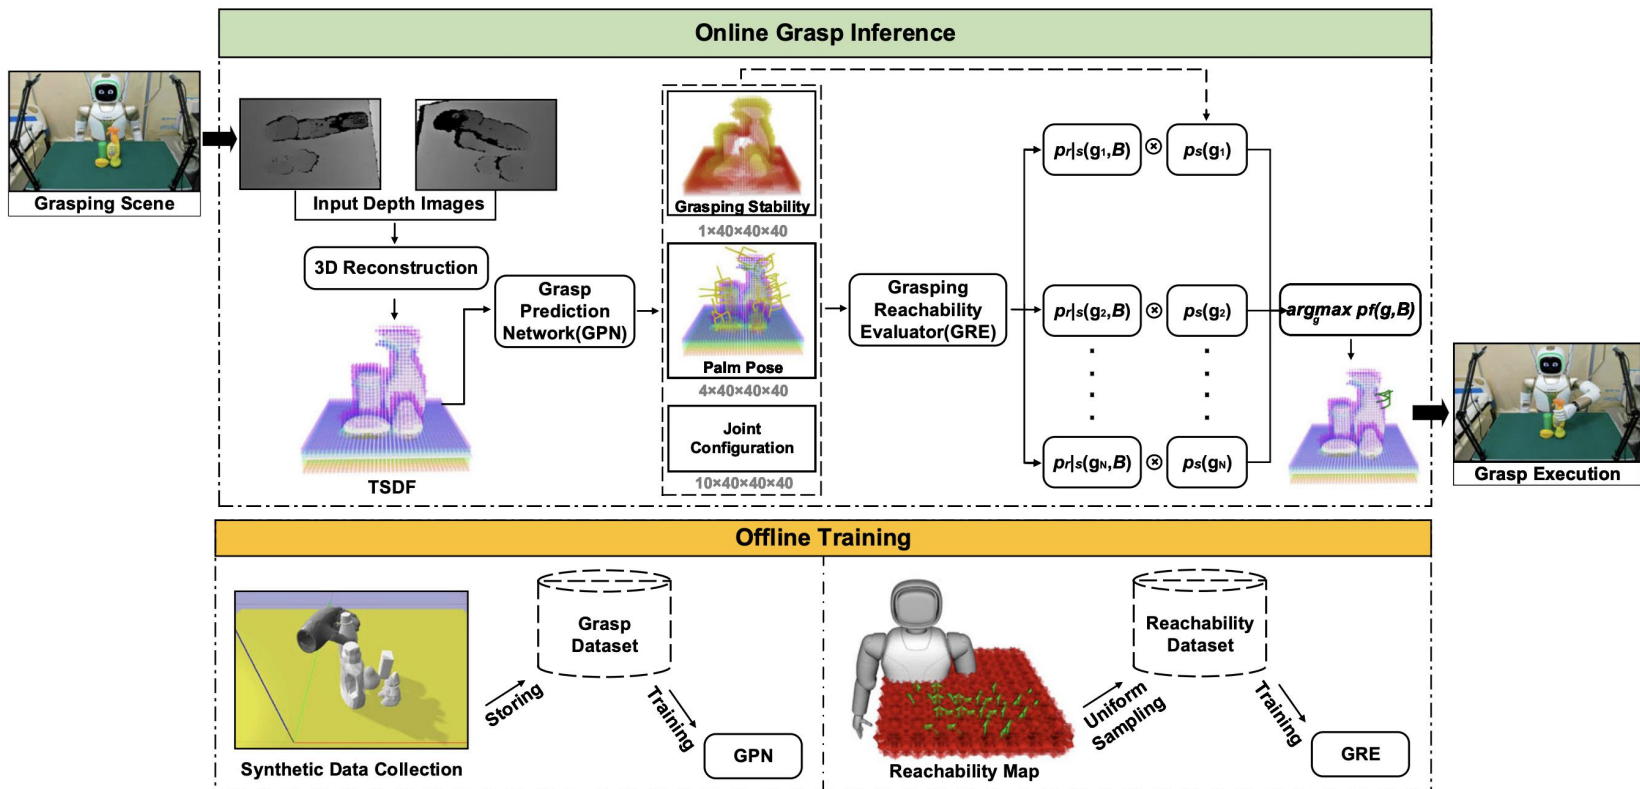 Online Grasp Inference
Grasping Scene
Input Depth Images
3D Reconstruction
TSDF
Grasp
Prediction
Network(GPN)
Grasping Stability
1×40×40×40
Palm Pose
4×40×40×40
Joint
Configuration
10×40×40×40
Grasping
Reachability
Evaluator(GRE)
pr|s(g1,B) ⊗ ps(g1)
pr|s(g2,B) ⊗ ps(g2)
pr|s(gN,B) ⊗ ps(gN)
argmax pf(g,B)
g
Grasp Execution
Offline Training
Grasp
Dataset
Storing
Training
GPN
Synthetic Data Collection
Reachability
Dataset
Uniform
Sampling
Training
GRE
Reachability Map